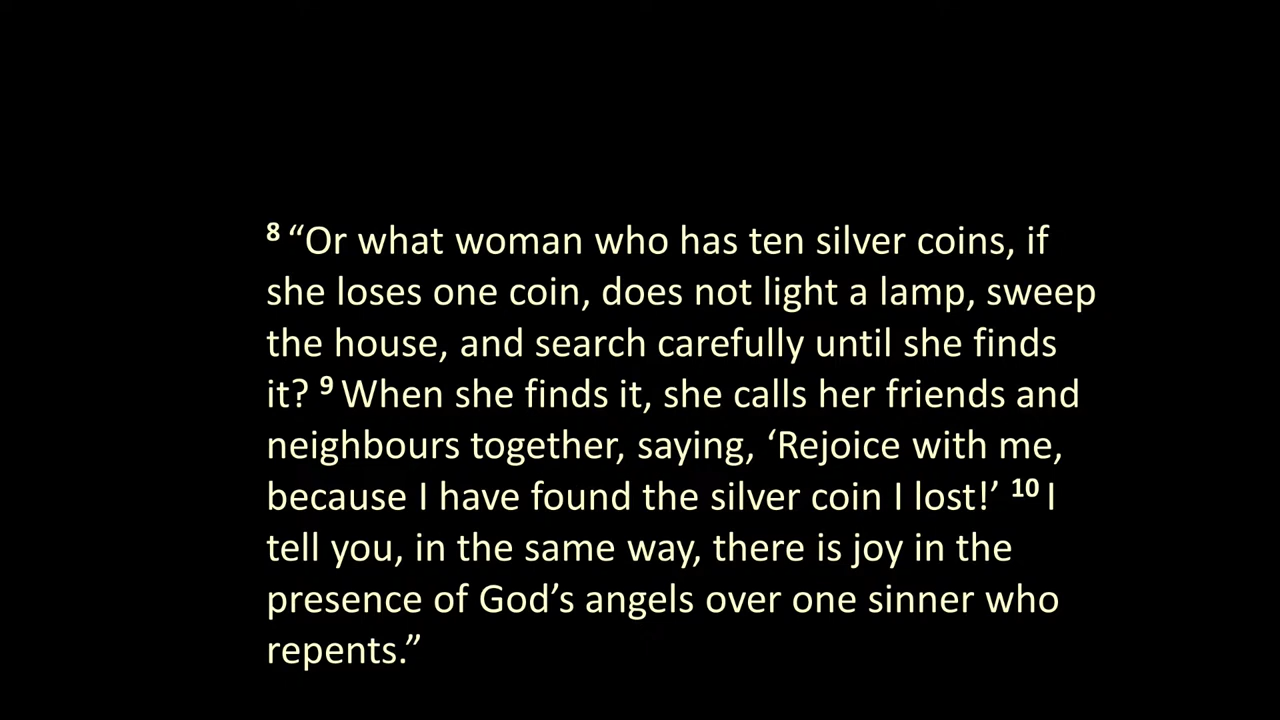 8 “Or what woman who has ten silver coins, if
she loses one coin, does not light a lamp, sweep
the house, and search carefully until she finds
it? 9 When she finds it, she calls her friends and
neighbours together, saying, ‘Rejoice with me,
because I have found the silver coin I lost!’ 10 I
tell you, in the same way, there is joy in the
presence of God’s angels over one sinner who
repents.”